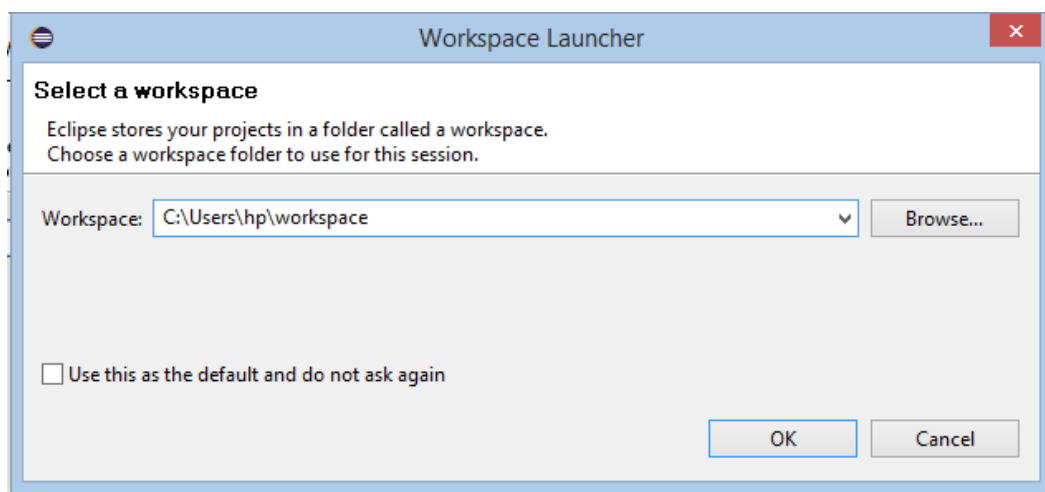 Workspace Launcher
Select a workspace
Eclipse stores your projects in a folder called a workspace.
Choose a workspace folder to use for this session.
Workspace: C:\Users\hp\workspace Browse...
Use this as the default and do not ask again
OK Cancel